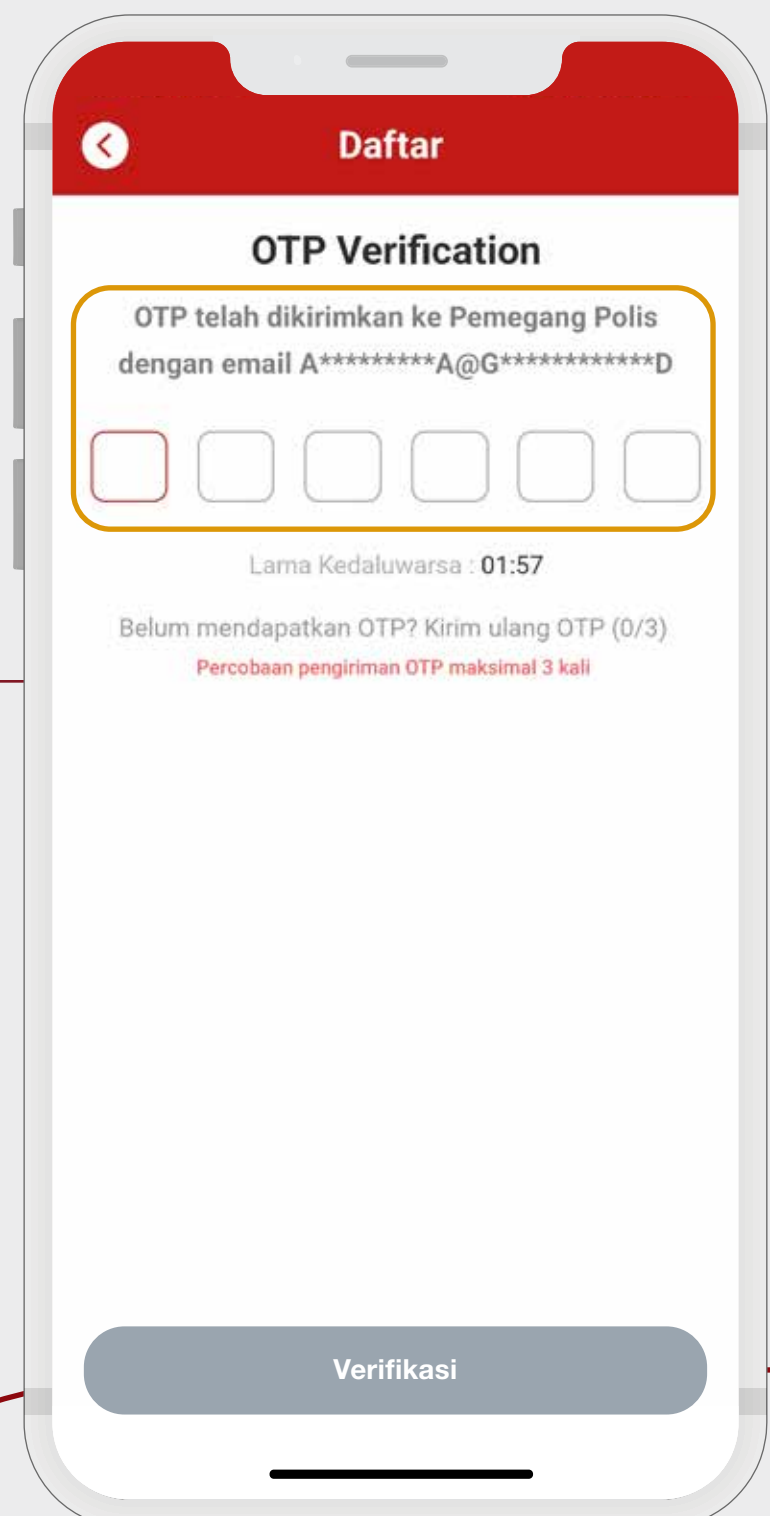 Daftar
OTP Verification
OTP telah dikirimkan ke Pemegang Polis
dengan email A*********A@G************D
Lama Kedaluwarsa : 01:57
Belum mendapatkan OTP? Kirim ulang OTP (0/3)
Percobaan pengiriman OTP maksimal 3 kali
Verifikasi